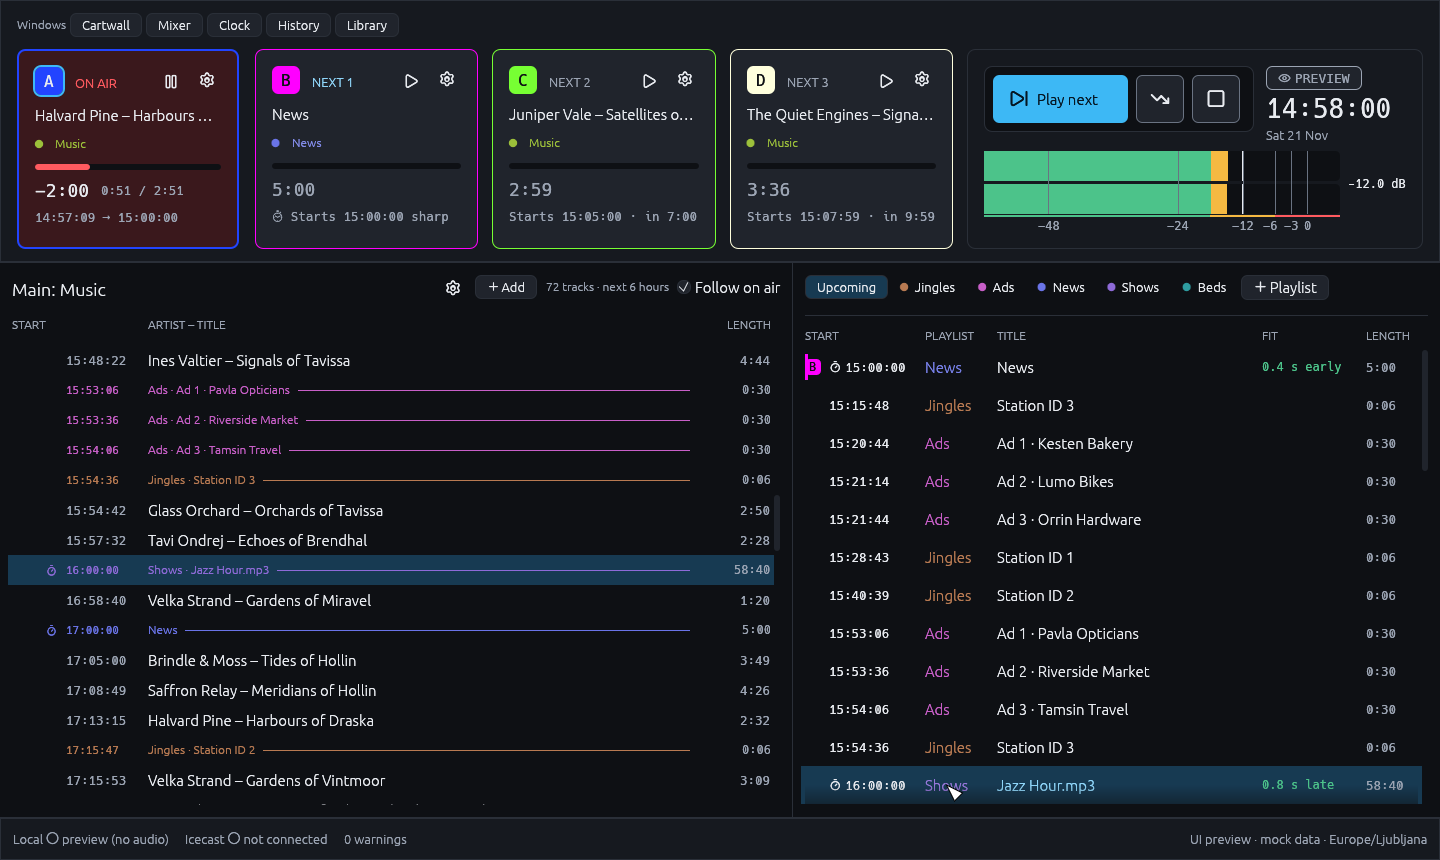 Windows Cartwall Mixer Clock History Library
A ON AIR
Halvard Pine – Harbours ...
Music
−2:00 0:51 / 2:51
14:57:09 → 15:00:00
B NEXT 1
News
News
5:00
Starts 15:00:00 sharp
C NEXT 2
Juniper Vale – Satellites o...
Music
2:59
Starts 15:05:00 · in 7:00
D NEXT 3
The Quiet Engines – Signa...
Music
3:36
Starts 15:07:59 · in 9:59
Play next
PREVIEW
14:58:00
Sat 21 Nov
-12.0 dB
−48 −24 −12 −6 −3 0
Main: Music + Add 72 tracks · next 6 hours Follow on air
START ARTIST – TITLE LENGTH
15:48:22 Ines Valtier – Signals of Tavissa 4:44
15:53:06 Ads · Ad 1 · Pavla Opticians 0:30
15:53:36 Ads · Ad 2 · Riverside Market 0:30
15:54:06 Ads · Ad 3 · Tamsin Travel 0:30
15:54:36 Jingles · Station ID 3 0:06
15:54:42 Glass Orchard – Orchards of Tavissa 2:50
15:57:32 Tavi Ondrej – Echoes of Brendhal 2:28
16:00:00 Shows · Jazz Hour.mp3 58:40
16:58:40 Velka Strand – Gardens of Miravel 1:20
17:00:00 News 5:00
17:05:00 Brindle & Moss – Tides of Hollin 3:49
17:08:49 Saffron Relay – Meridians of Hollin 4:26
17:13:15 Halvard Pine – Harbours of Draska 2:32
17:15:47 Jingles · Station ID 2 0:06
17:15:53 Velka Strand – Gardens of Vintmoor 3:09
Upcoming Jingles Ads News Shows Beds + Playlist
START PLAYLIST TITLE FIT LENGTH
B 15:00:00 News News 0.4 s early 5:00
15:15:48 Jingles Station ID 3 0:06
15:20:44 Ads Ad 1 · Kesten Bakery 0:30
15:21:14 Ads Ad 2 · Lumo Bikes 0:30
15:21:44 Ads Ad 3 · Orrin Hardware 0:30
15:28:43 Jingles Station ID 1 0:06
15:40:39 Jingles Station ID 2 0:06
15:53:06 Ads Ad 1 · Pavla Opticians 0:30
15:53:36 Ads Ad 2 · Riverside Market 0:30
15:54:06 Ads Ad 3 · Tamsin Travel 0:30
15:54:36 Jingles Station ID 3 0:06
16:00:00 Shows Jazz Hour.mp3 0.8 s late 58:40
Local preview (no audio) Icecast not connected 0 warnings
UI preview · mock data · Europe/Ljubljana